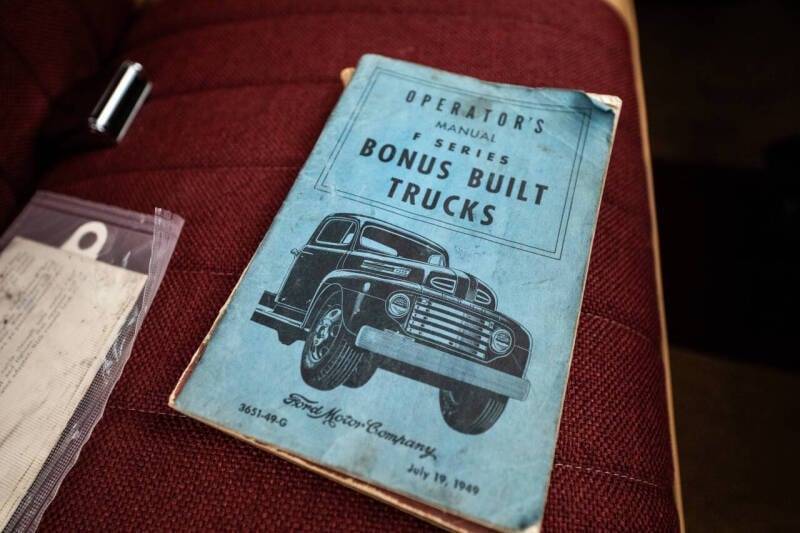 OPERATOR'S
MANUAL
F SERIES
BONUS BUILT
TRUCKS
Ford Motor Company
3651-49-G
July 19, 1949